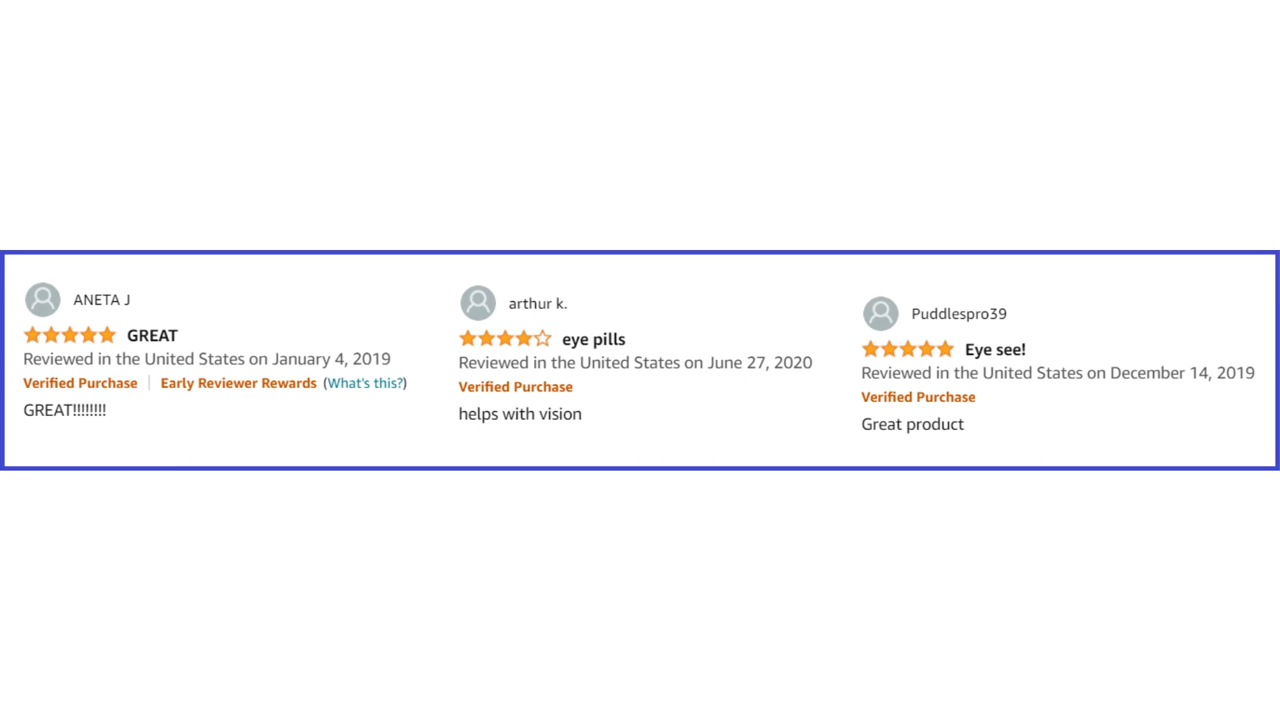 ANETA J
GREAT
Reviewed in the United States on January 4, 2019
Verified Purchase | Early Reviewer Rewards (What's this?)
GREAT!!!!!!!!
arthur k.
eye pills
Reviewed in the United States on June 27, 2020
Verified Purchase
helps with vision
Puddlespro39
Eye see!
Reviewed in the United States on December 14, 2019
Verified Purchase
Great product